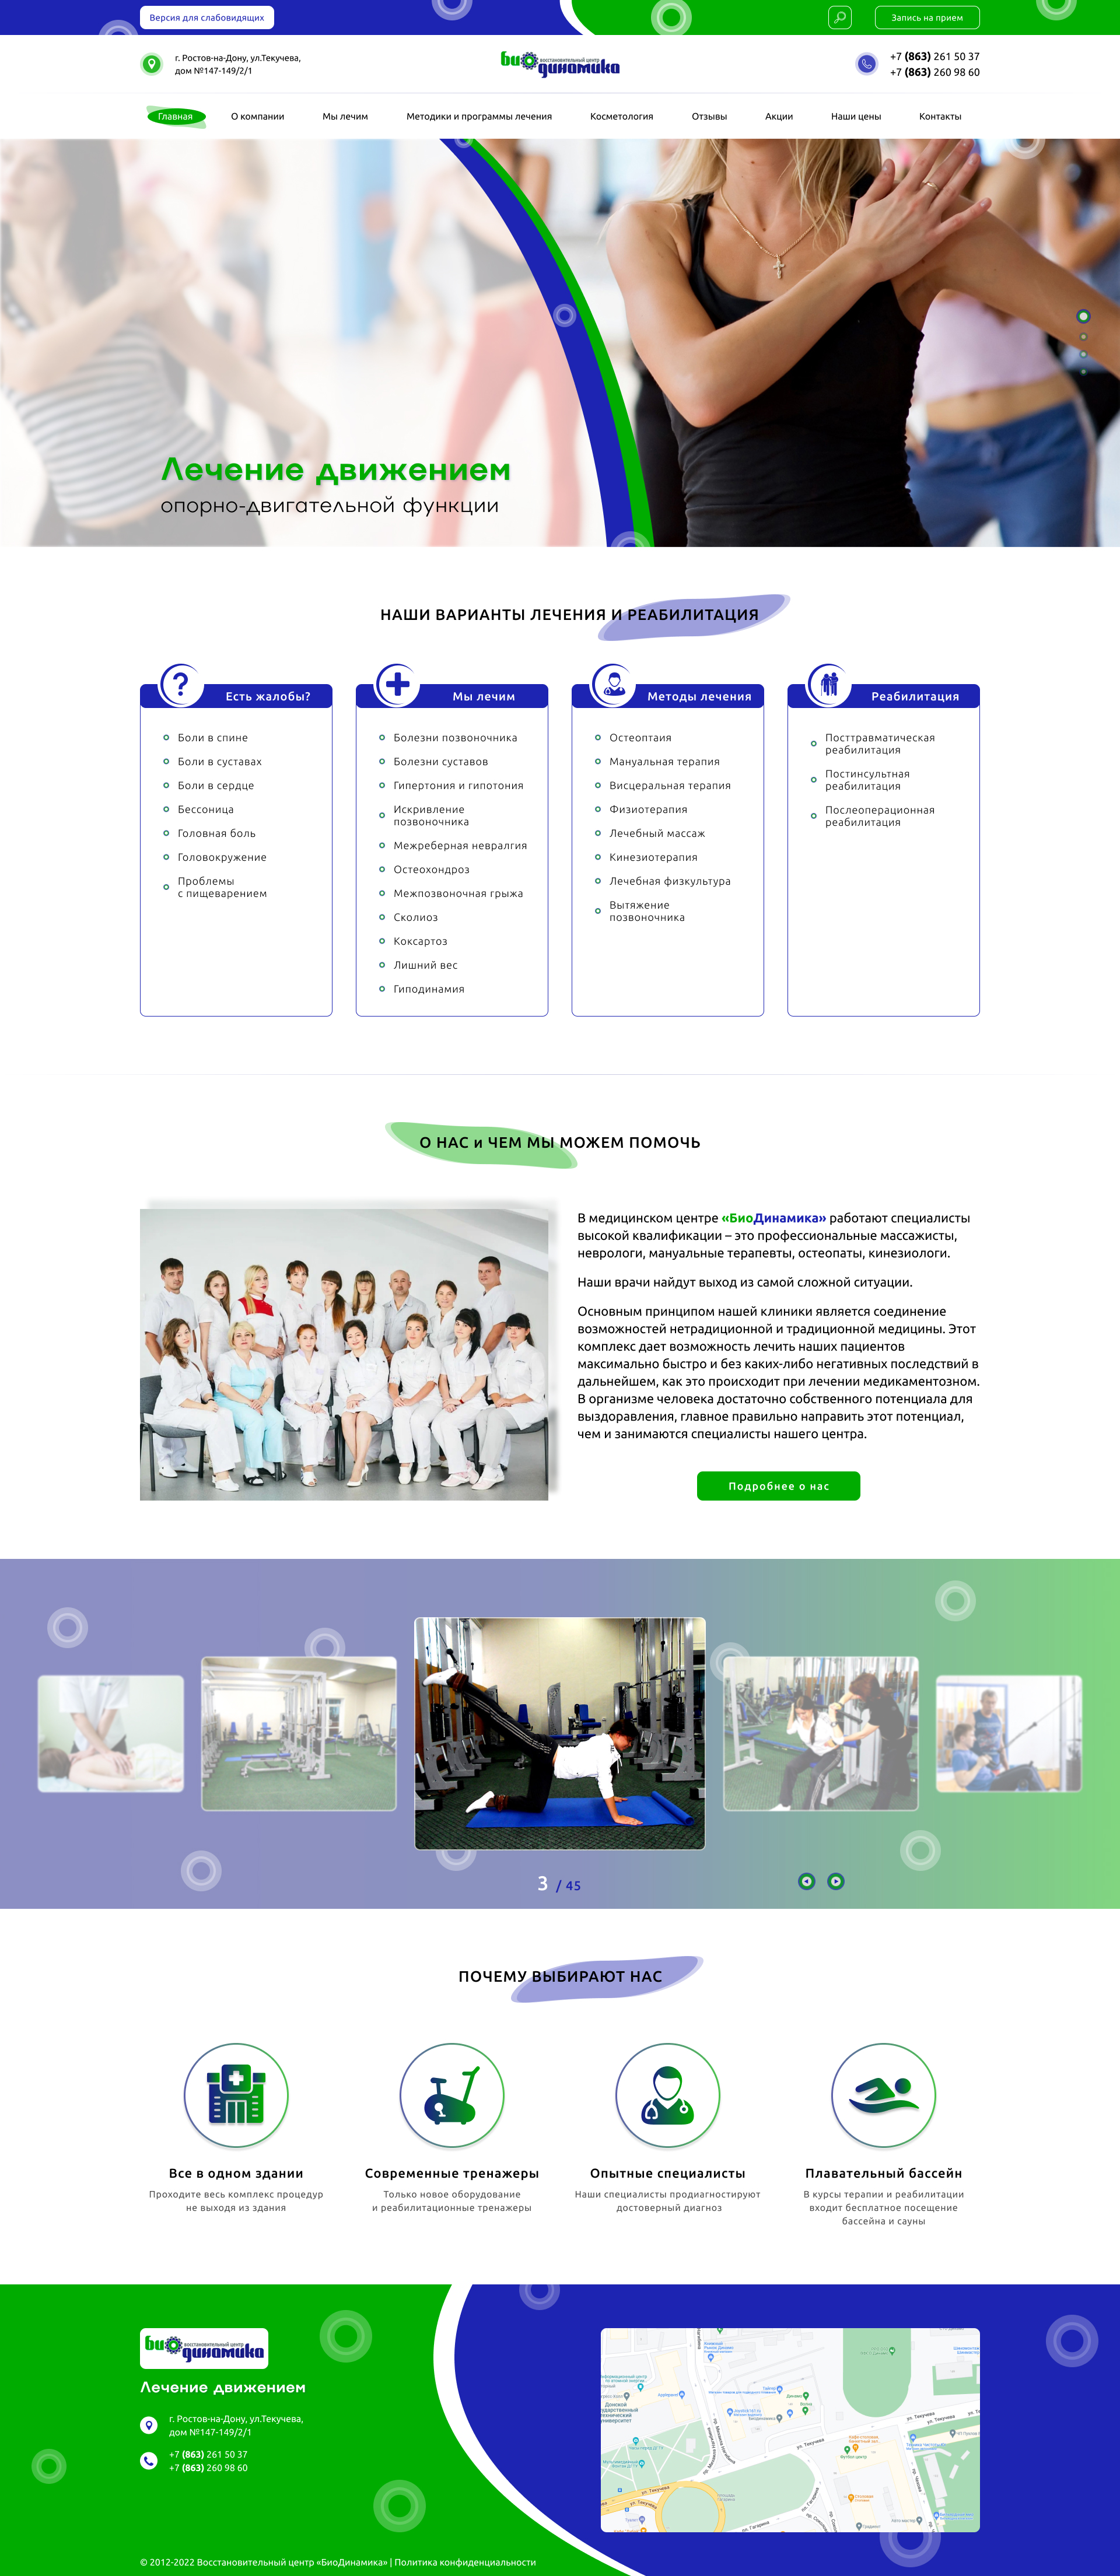 Версия для слабовидящих
Запись на прием
г. Ростов-на-Дону, ул.Текучева,
дом №147-149/2/1
био восстановительный центр
динамика
+7 (863) 261 50 37
+7 (863) 260 98 60
Главная
О компании
Мы лечим
Методики и программы лечения
Косметология
Отзывы
Акции
Наши цены
Контакты
Лечение движением
опорно-двигательной функции
НАШИ ВАРИАНТЫ ЛЕЧЕНИЯ И РЕАБИЛИТАЦИЯ
Есть жалобы?
Боли в спине
Боли в суставах
Боли в сердце
Бессоница
Головная боль
Головокружение
Проблемы
с пищеварением
Мы лечим
Болезни позвоночника
Болезни суставов
Гипертония и гипотония
Искривление
позвоночника
Межреберная невралгия
Остеохондроз
Межпозвоночная грыжа
Сколиоз
Коксартоз
Лишний вес
Гиподинамия
Методы лечения
Остеоптаия
Мануальная терапия
Висцеральная терапия
Физиотерапия
Лечебный массаж
Кинезиотерапия
Лечебная физкультура
Вытяжение
позвоночника
Реабилитация
Посттравматическая
реабилитация
Постинсультная
реабилитация
Послеоперационная
реабилитация
О НАС и ЧЕМ МЫ МОЖЕМ ПОМОЧЬ
В медицинском центре «БиоДинамика» работают специалисты
высокой квалификации – это профессиональные массажисты,
неврологи, мануальные терапевты, остеопаты, кинезиологи.
Наши врачи найдут выход из самой сложной ситуации.
Основным принципом нашей клиники является соединение
возможностей нетрадиционной и традиционной медицины. Этот
комплекс дает возможность лечить наших пациентов
максимально быстро и без каких-либо негативных последствий в
дальнейшем, как это происходит при лечении медикаментозном.
В организме человека достаточно собственного потенциала для
выздоравления, главное правильно направить этот потенциал,
чем и занимаются специалисты нашего центра.
Подробнее о нас
3 / 45
ПОЧЕМУ ВЫБИРАЮТ НАС
Все в одном здании
Проходите весь комплекс процедур
не выходя из здания
Современные тренажеры
Только новое оборудование
и реабилитационные тренажеры
Опытные специалисты
Наши специалисты продиагностируют
достоверный диагноз
Плавательный бассейн
В курсы терапии и реабилитации
входит бесплатное посещение
бассейна и сауны
био восстановительный центр
динамика
Лечение движением
г. Ростов-на-Дону, ул.Текучева,
дом №147-149/2/1
+7 (863) 261 50 37
+7 (863) 260 98 60
ул. Текучева
ул. Текучева
ул. Текучева
пр. Гагарина
© 2012-2022 Восстановительный центр «БиоДинамика» | Политика конфиденциальности